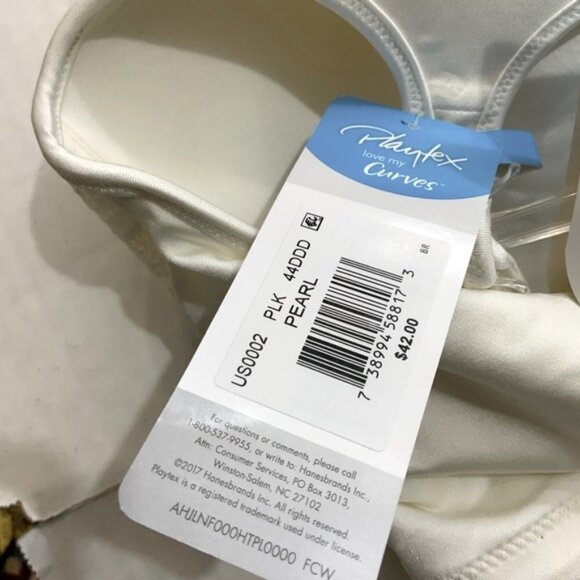 Playtex
love my
Curves™
US0002 PLK 44DDD
PEARL
7 38994 58817 3
$42.00
BR
For questions or comments, please call
1-800-537-9955, or write to: Hanesbrands Inc.,
Attn: Consumer Services, PO Box 3013,
Winston-Salem, NC 27102
©2017 Hanesbrands Inc. All rights reserved.
Playtex is a registered trademark used under license.
AHJLNF000HTPL0000 FCW